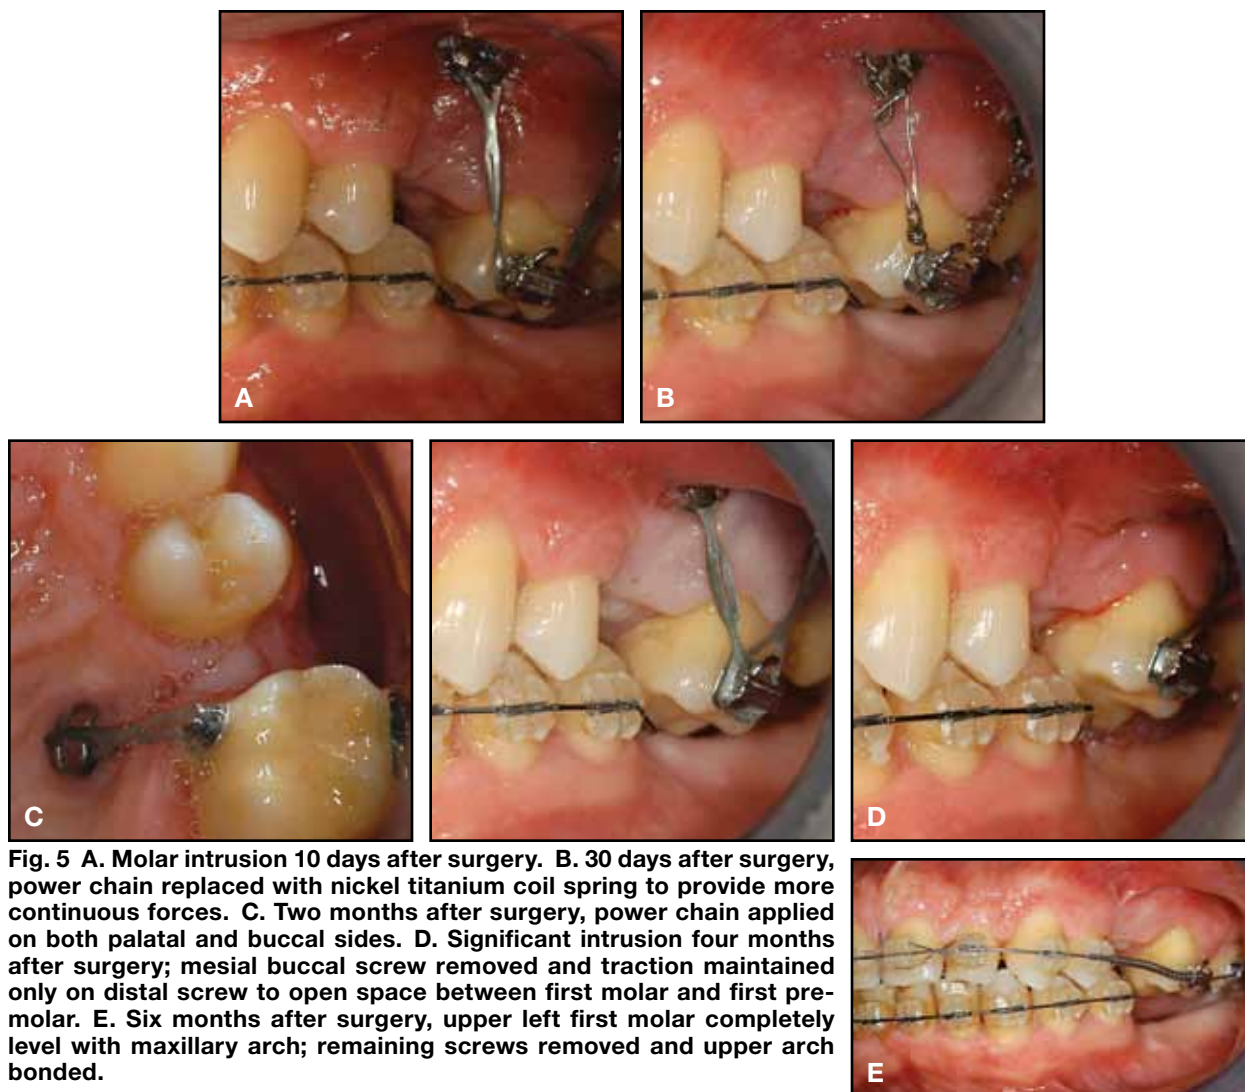 A
B
C
D
Fig. 5 A. Molar intrusion 10 days after surgery. B. 30 days after surgery,
power chain replaced with nickel titanium coil spring to provide more
continuous forces. C. Two months after surgery, power chain applied
on both palatal and buccal sides. D. Significant intrusion four months
after surgery; mesial buccal screw removed and traction maintained
only on distal screw to open space between first molar and first pre-
molar. E. Six months after surgery, upper left first molar completely
level with maxillary arch; remaining screws removed and upper arch
bonded.
E